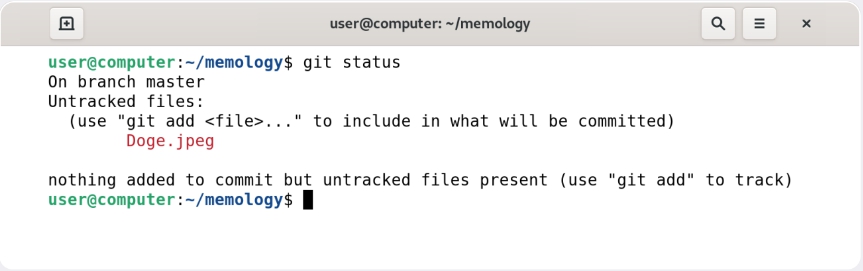 user@computer: ~/memology
user@computer:~/memology$ git status
On branch master
Untracked files:
  (use "git add <file>..." to include in what will be committed)
        Doge.jpeg

nothing added to commit but untracked files present (use "git add" to track)
user@computer:~/memology$